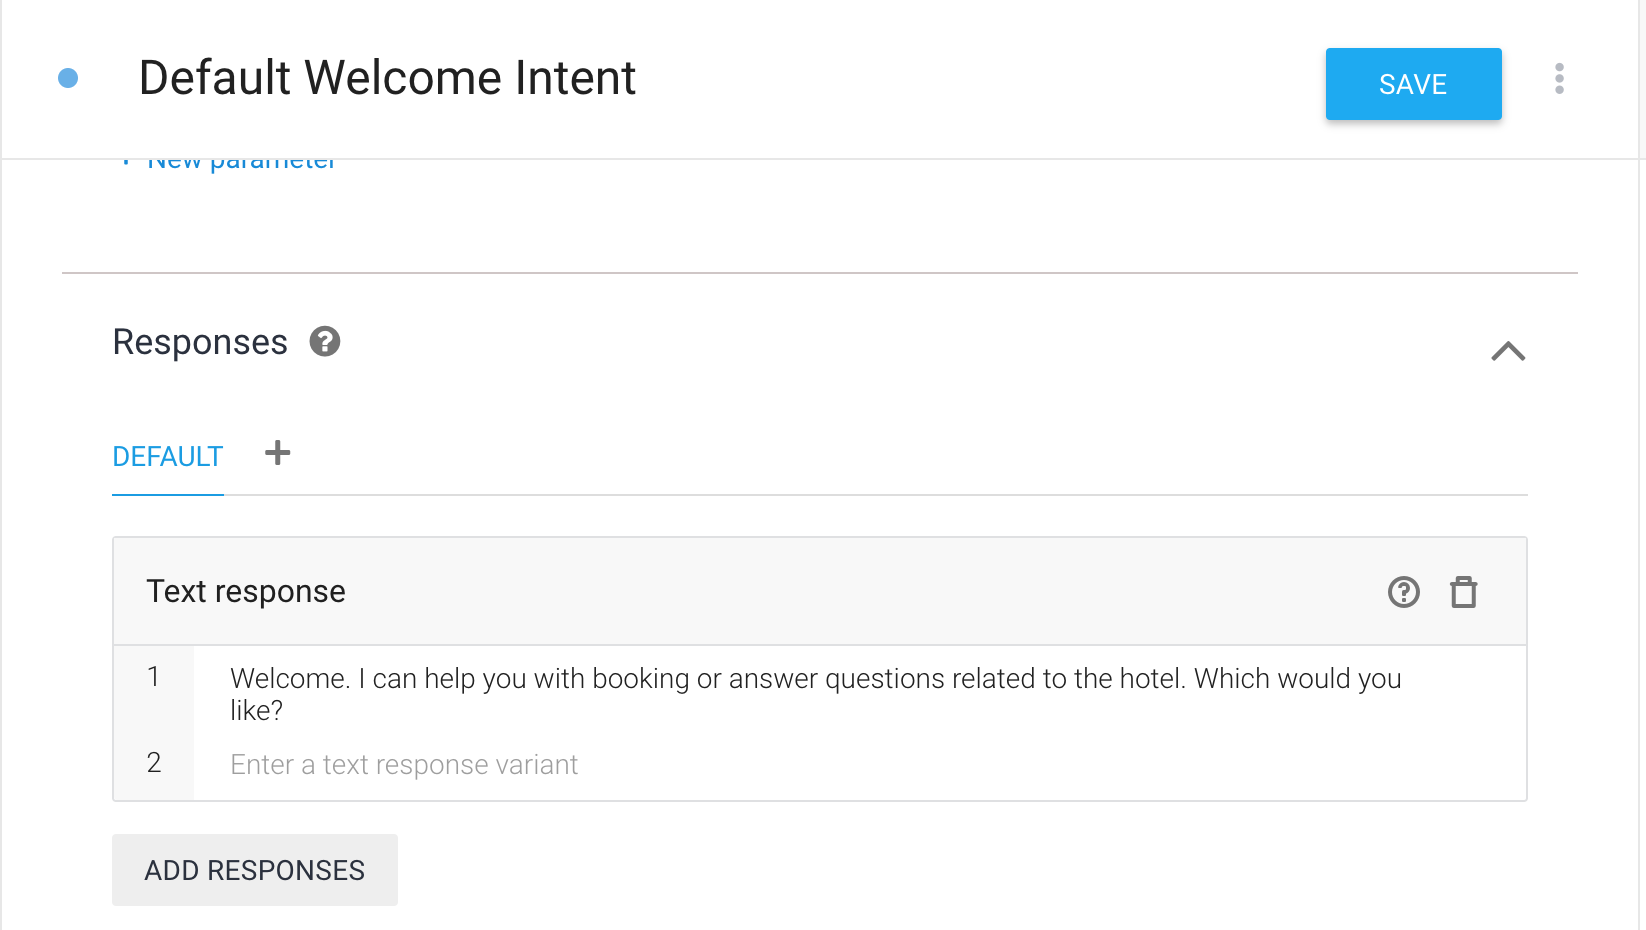 Default Welcome Intent
SAVE
New parameter
Responses
DEFAULT
Text response
1
Welcome. I can help you with booking or answer questions related to the hotel. Which would you
like?
2
Enter a text response variant
ADD RESPONSES